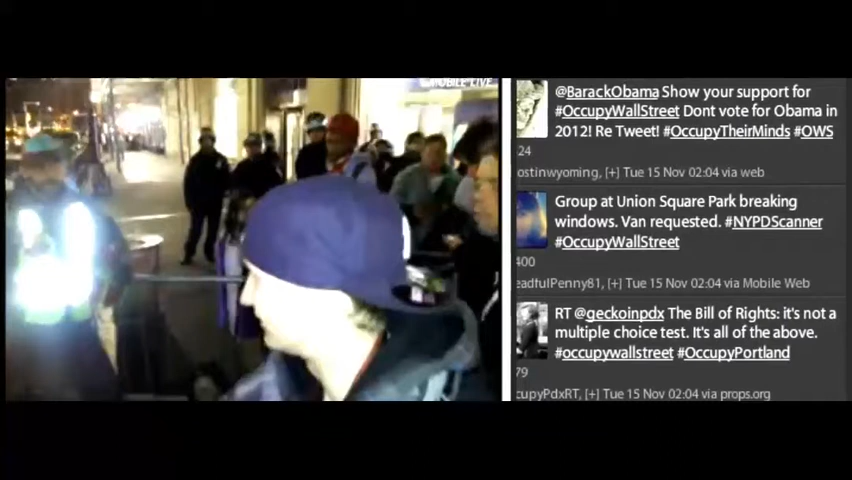 MOBILE LIVE
@BarackObama Show your support for
#OccupyWallStreet Dont vote for Obama in
2012! Re Tweet! #OccupyTheirMinds #OWS
24
ostinwyoming, [+] Tue 15 Nov 02:04 via web
Group at Union Square Park breaking
windows. Van requested. #NYPDScanner
#OccupyWallStreet
400
eadfulPenny81, [+] Tue 15 Nov 02:04 via Mobile Web
RT @geckoinpdx The Bill of Rights: it's not a
multiple choice test. It's all of the above.
#occupywallstreet #OccupyPortland
79
cupyPdxRT, [+] Tue 15 Nov 02:04 via props.org